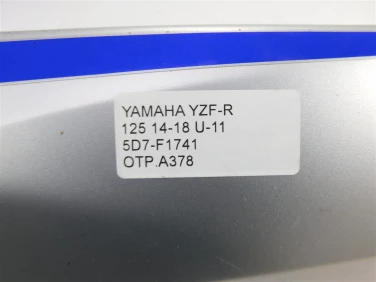 YAMAHA YZF-R
125 14-18 U-11
5D7-F1741
OTP.A378